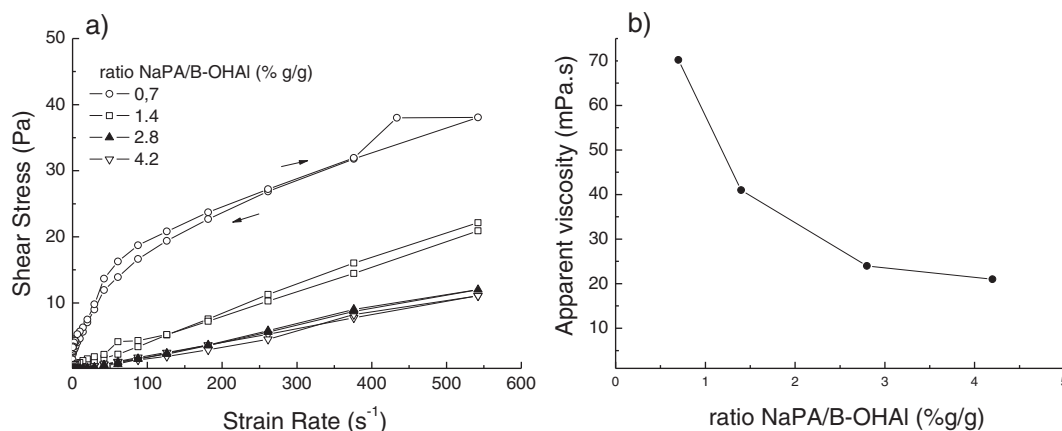 a)
50
40
30
20
10
Shear Stress (Pa)
ratio NaPA/B-OHAl (% g/g)
0,7
1.4
2.8
4.2
0 100 200 300 400 500 600
Strain Rate (s⁻¹)
b)
70
60
50
40
30
20
10
Apparent viscosity (mPa.s)
0 1 2 3 4 5
ratio NaPA/B-OHAl (%g/g)